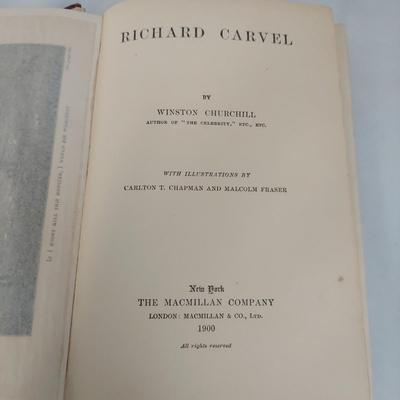 RICHARD CARVEL
BY
WINSTON CHURCHILL
AUTHOR OF "THE CELEBRITY," ETC., ETC.
WITH ILLUSTRATIONS BY
CARLTON T. CHAPMAN AND MALCOLM FRASER
New York
THE MACMILLAN COMPANY
LONDON: MACMILLAN & CO., LTD.
1900
All rights reserved